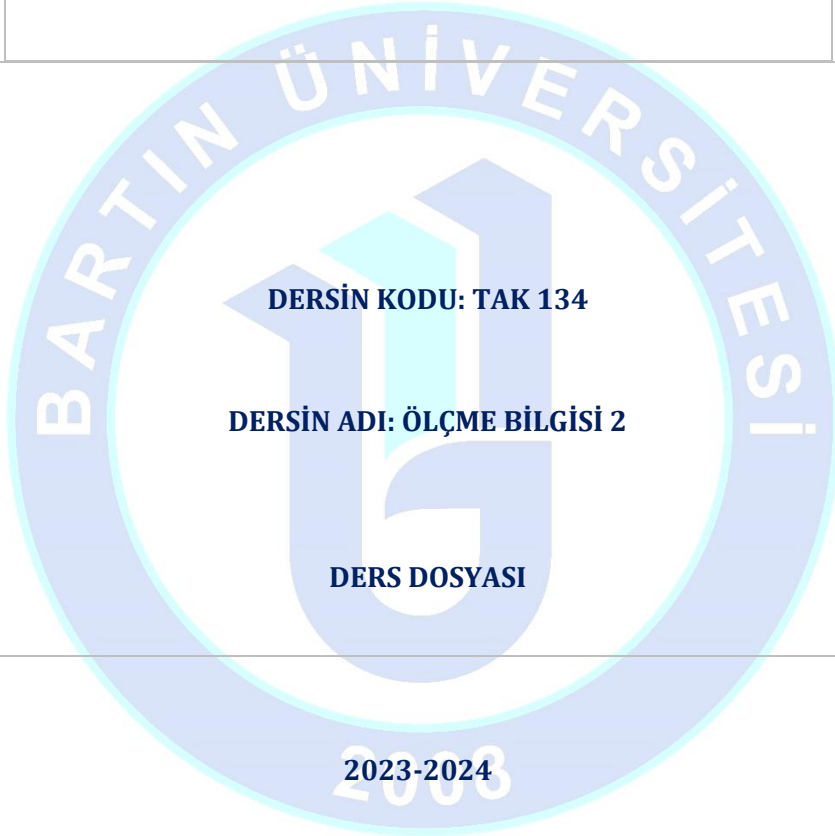 BARTIN ÜNİVERSİTESİ
DERSİN KODU: TAK 134
DERSİN ADI: ÖLÇME BİLGİSİ 2
DERS DOSYASI
2023-2024
2008